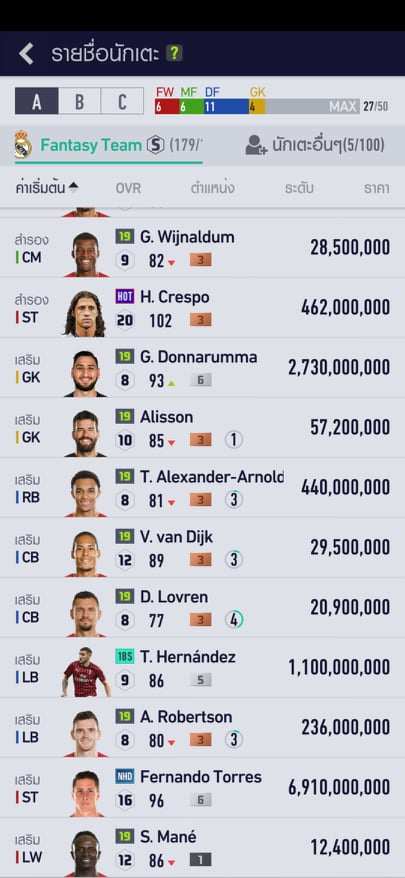 รายชื่อนักเตะ ?
A B C FW MF DF GK
6 6 11 4 MAX 27/50
Fantasy Team S (179/ นักเตะอื่นๆ(5/100)
ค่าเริ่มต้น OVR ตำแหน่ง ระดับ ราคา
สำรอง 19 G. Wijnaldum 28,500,000
CM 9 82 3
สำรอง HOT H. Crespo 462,000,000
ST 20 102 3
เสริม 19 G. Donnarumma 2,730,000,000
GK 8 93 6
เสริม 19 Alisson 57,200,000
GK 10 85 3 1
เสริม 19 T. Alexander-Arnold 440,000,000
RB 8 81 3 3
เสริม 19 V. van Dijk 29,500,000
CB 12 89 3 3
เสริม 19 D. Lovren 20,900,000
CB 8 77 3 4
เสริม 18S T. Hernández 1,100,000,000
LB 9 86 5
เสริม 19 A. Robertson 236,000,000
LB 8 80 3 3
เสริม NHD Fernando Torres 6,910,000,000
ST 16 96 6
เสริม 19 S. Mané 12,400,000
LW 12 86 1